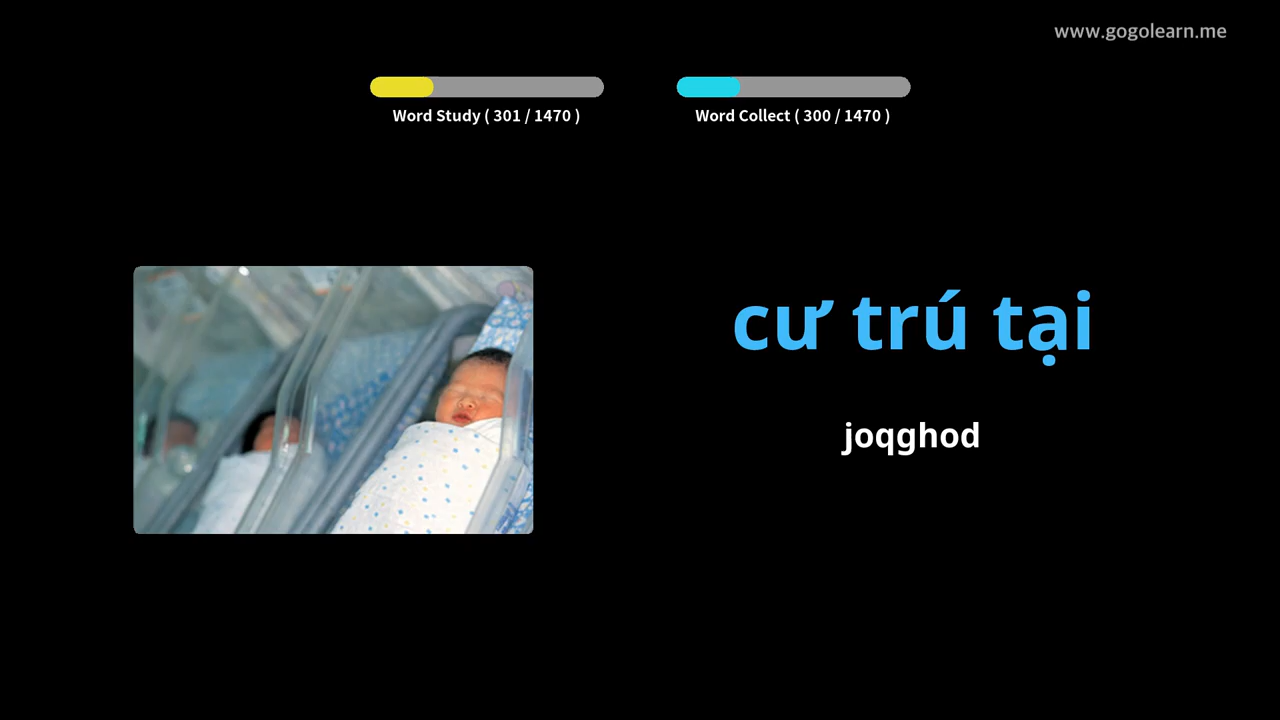 www.gogolearn.me
Word Study ( 301 / 1470 )
Word Collect ( 300 / 1470 )
cư trú tại
joqghod